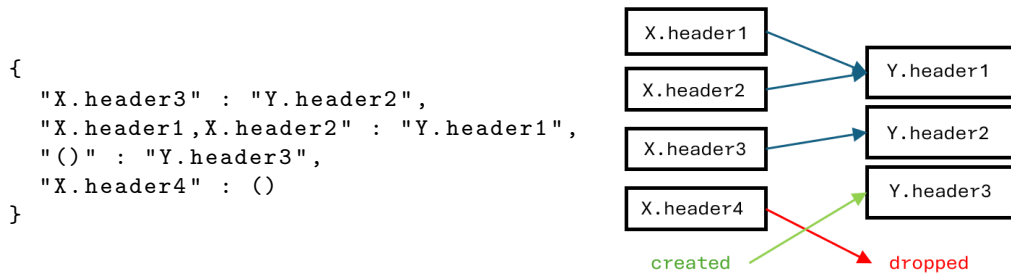 {
"X.header3" : "Y.header2",
"X.header1,X.header2" : "Y.header1",
"()" : "Y.header3",
"X.header4" : ()
}
X.header1
X.header2
X.header3
X.header4
created
Y.header1
Y.header2
Y.header3
dropped